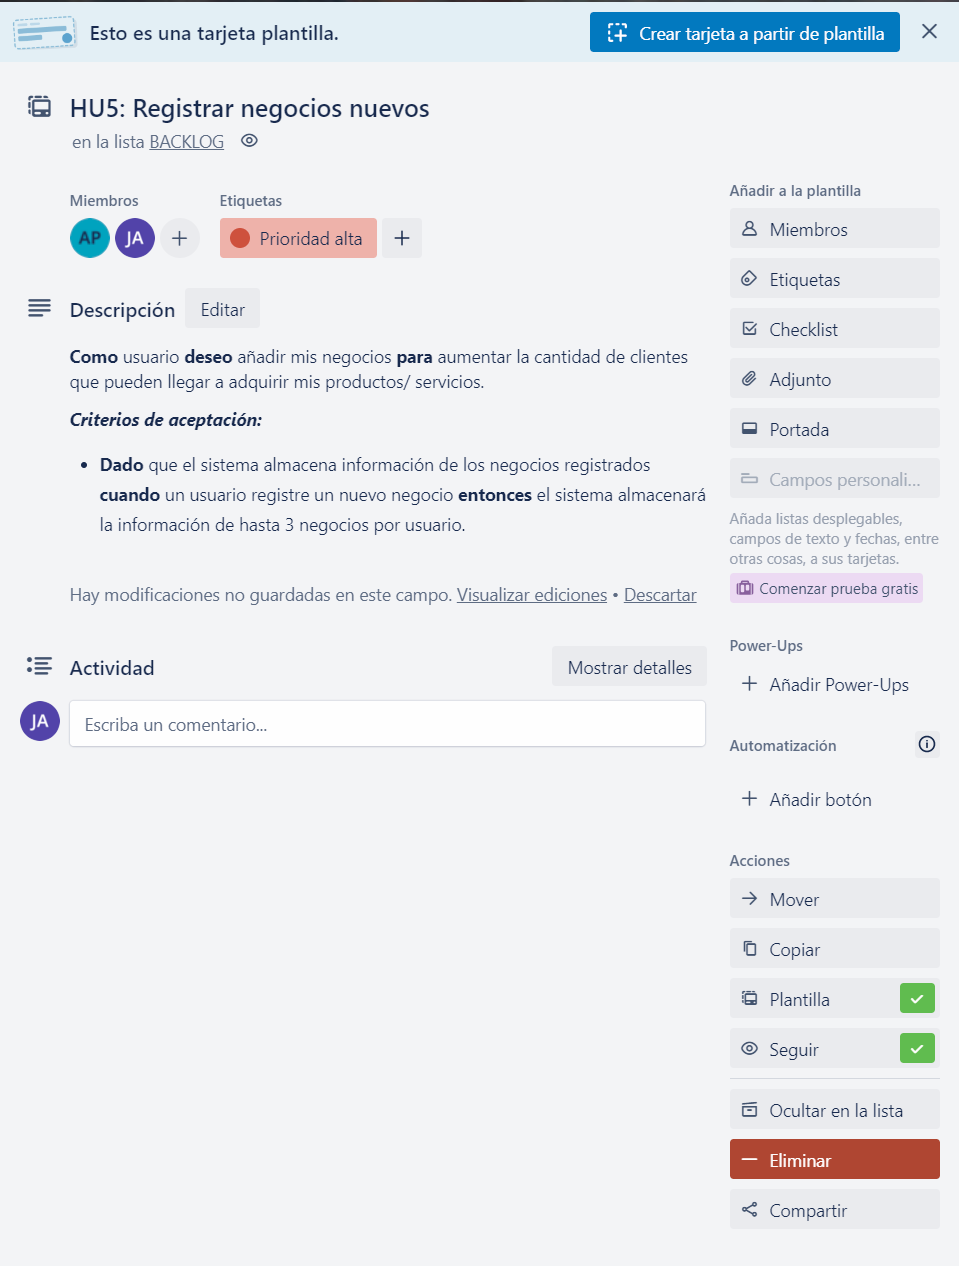 Esto es una tarjeta plantilla.
Crear tarjeta a partir de plantilla
HU5: Registrar negocios nuevos
en la lista BACKLOG
Miembros
AP
JA
Etiquetas
Prioridad alta
Descripción
Editar
Como usuario deseo añadir mis negocios para aumentar la cantidad de clientes
que pueden llegar a adquirir mis productos/ servicios.
Criterios de aceptación:
• Dado que el sistema almacena información de los negocios registrados
cuando un usuario registre un nuevo negocio entonces el sistema almacenará
la información de hasta 3 negocios por usuario.
Hay modificaciones no guardadas en este campo. Visualizar ediciones • Descartar
Actividad
Mostrar detalles
JA
Escriba un comentario...
Añadir a la plantilla
Miembros
Etiquetas
Checklist
Adjunto
Portada
Campos personali...
Añada listas desplegables,
campos de texto y fechas, entre
otras cosas, a sus tarjetas.
Comenzar prueba gratis
Power-Ups
+ Añadir Power-Ups
Automatización
+ Añadir botón
Acciones
Mover
Copiar
Plantilla
Seguir
Ocultar en la lista
Eliminar
Compartir